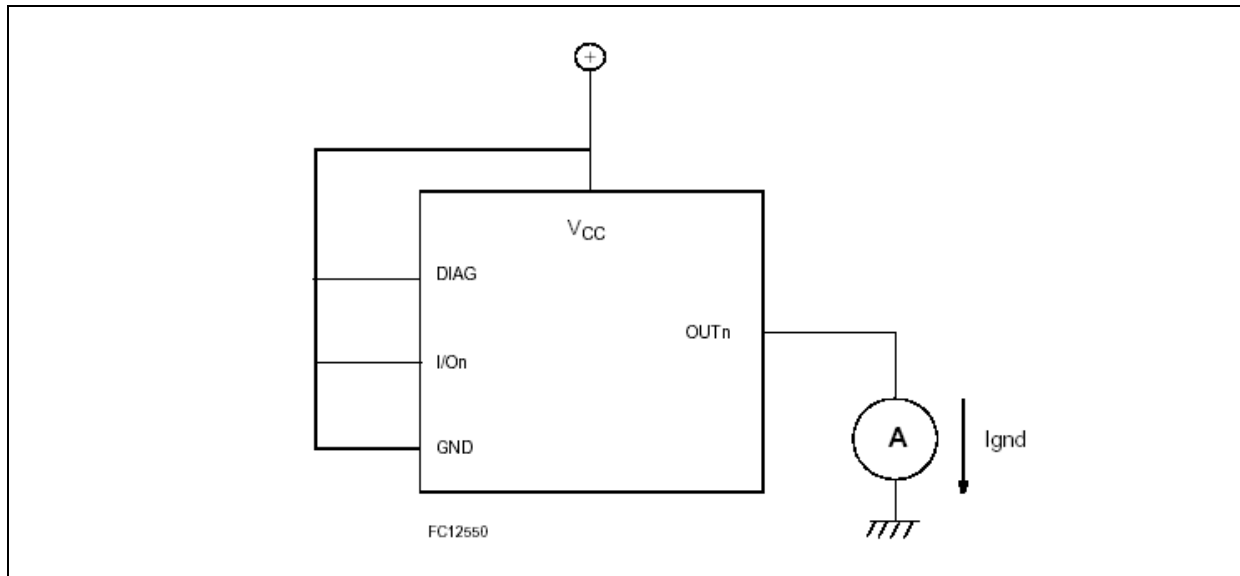 +
VCC
DIAG
OUTn
I/On
A
Ignd
GND
FC12550